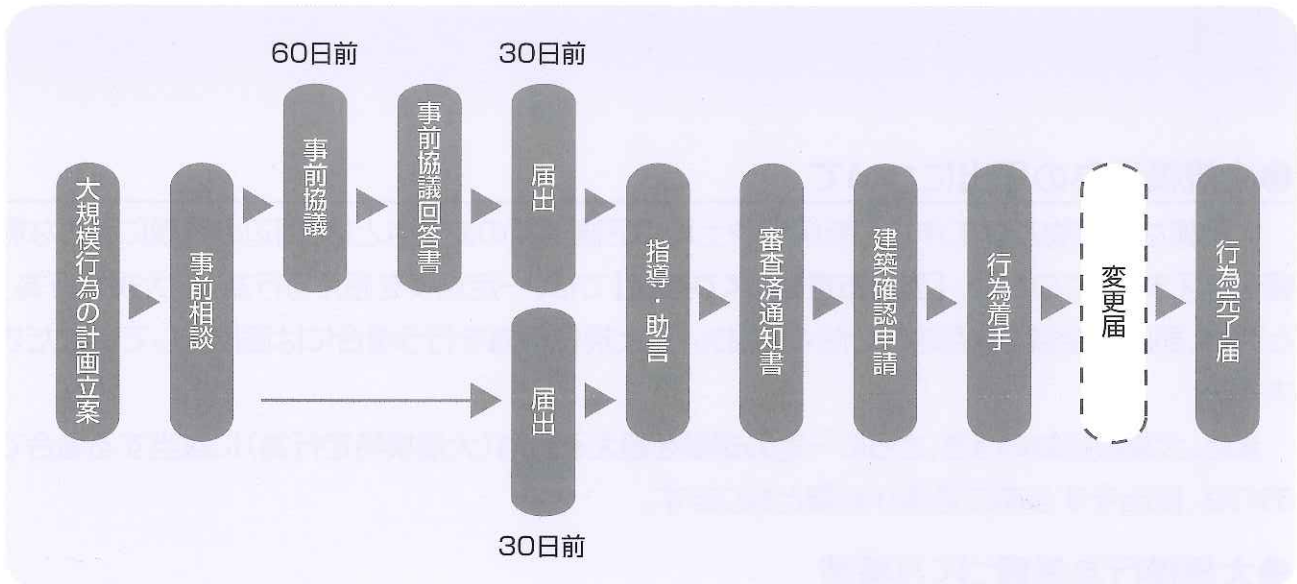 60日前
30日前
大規模行為の計画立案
事前相談
事前協議
事前協議回答書
届出
届出
30日前
指導・助言
審査済通知書
建築確認申請
行為着手
変更届
行為完了届